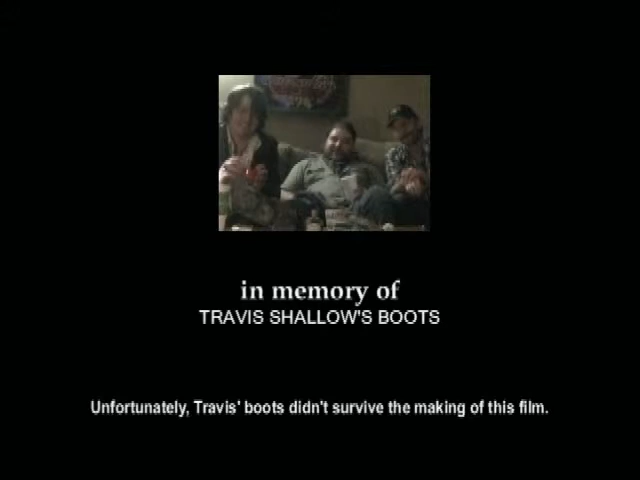 in memory of
TRAVIS SHALLOW'S BOOTS
Unfortunately, Travis' boots didn't survive the making of this film.